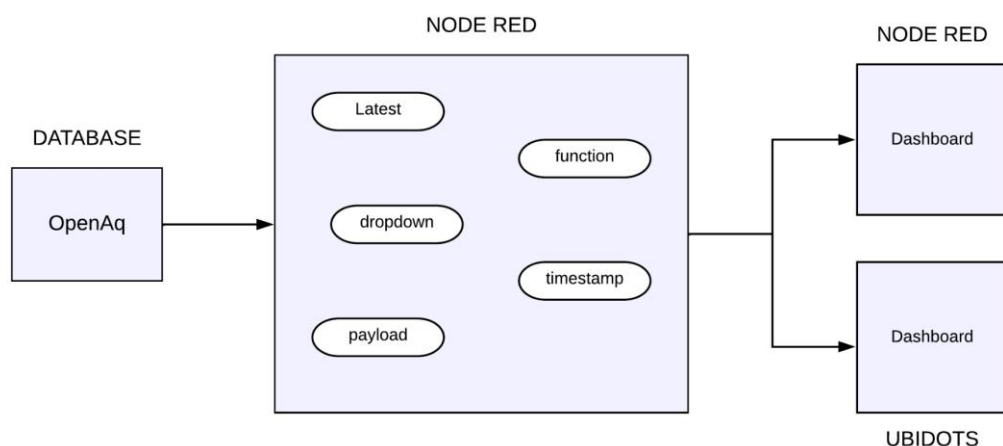 NODE RED
Latest
function
dropdown
timestamp
payload
DATABASE
OpenAq
NODE RED
Dashboard
Dashboard
UBIDOTS